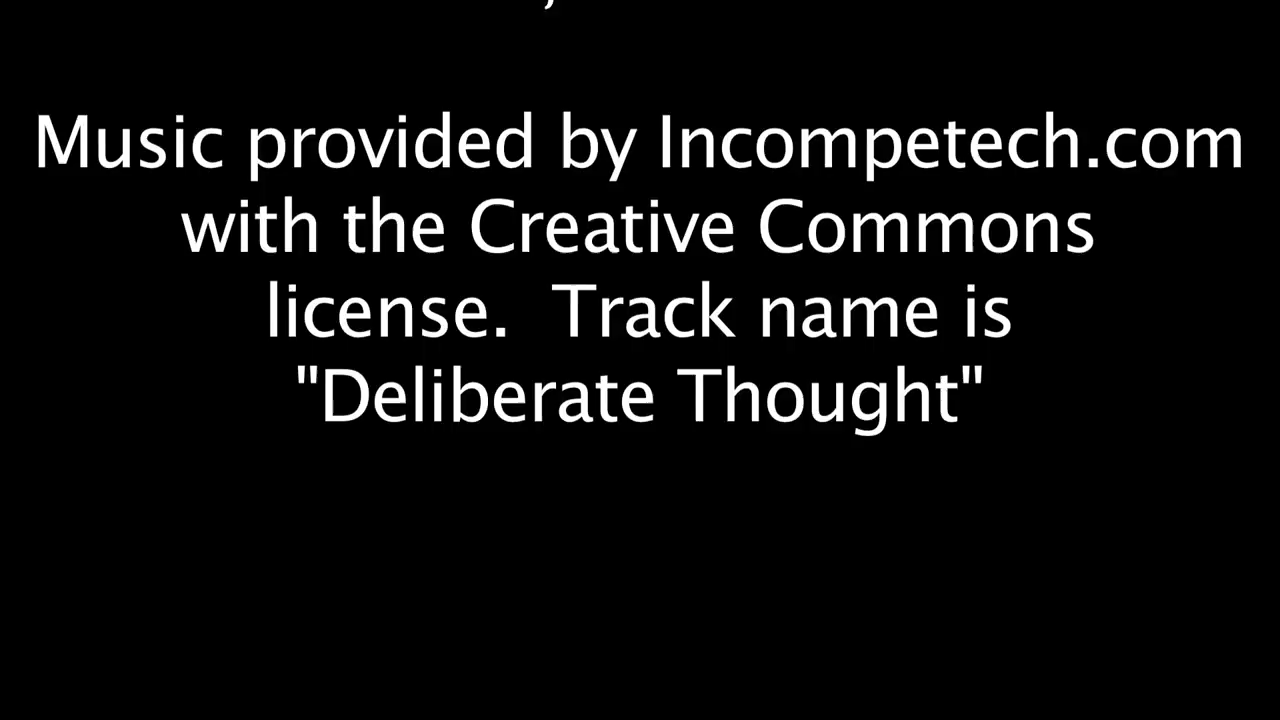 Music provided by Incompetech.com
with the Creative Commons
license.  Track name is
"Deliberate Thought"